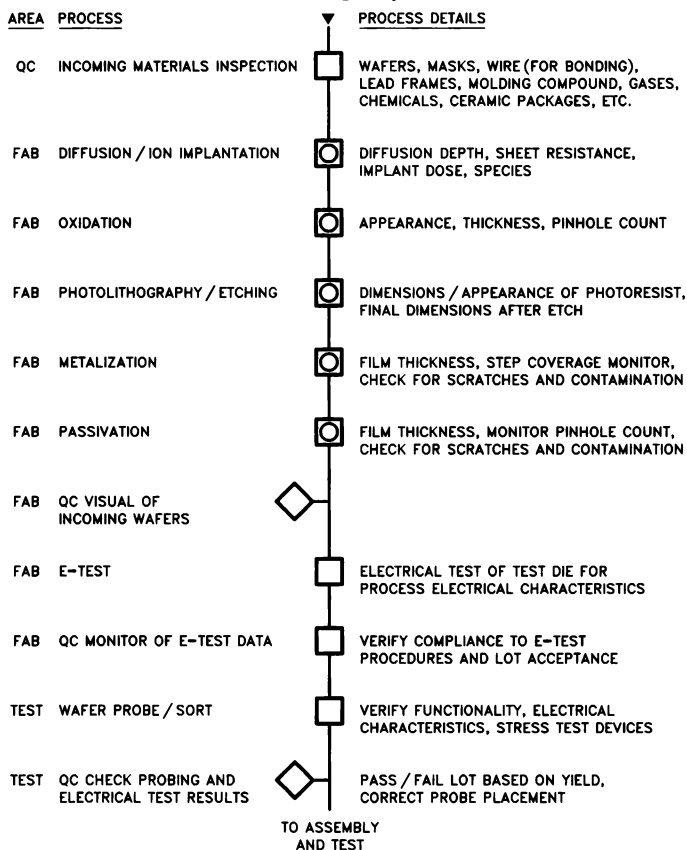 AREA PROCESS PROCESS DETAILS
QC INCOMING MATERIALS INSPECTION WAFERS, MASKS, WIRE (FOR BONDING),
LEAD FRAMES, MOLDING COMPOUND, GASES,
CHEMICALS, CERAMIC PACKAGES, ETC.
FAB DIFFUSION / ION IMPLANTATION DIFFUSION DEPTH, SHEET RESISTANCE,
IMPLANT DOSE, SPECIES
FAB OXIDATION APPEARANCE, THICKNESS, PINHOLE COUNT
FAB PHOTOLITHOGRAPHY / ETCHING DIMENSIONS / APPEARANCE OF PHOTORESIST,
FINAL DIMENSIONS AFTER ETCH
FAB METALIZATION FILM THICKNESS, STEP COVERAGE MONITOR,
CHECK FOR SCRATCHES AND CONTAMINATION
FAB PASSIVATION FILM THICKNESS, MONITOR PINHOLE COUNT,
CHECK FOR SCRATCHES AND CONTAMINATION
FAB QC VISUAL OF
INCOMING WAFERS
FAB E-TEST ELECTRICAL TEST OF TEST DIE FOR
PROCESS ELECTRICAL CHARACTERISTICS
FAB QC MONITOR OF E-TEST DATA VERIFY COMPLIANCE TO E-TEST
PROCEDURES AND LOT ACCEPTANCE
TEST WAFER PROBE / SORT VERIFY FUNCTIONALITY, ELECTRICAL
CHARACTERISTICS, STRESS TEST DEVICES
TEST QC CHECK PROBING AND PASS / FAIL LOT BASED ON YIELD,
ELECTRICAL TEST RESULTS CORRECT PROBE PLACEMENT
TO ASSEMBLY
AND TEST